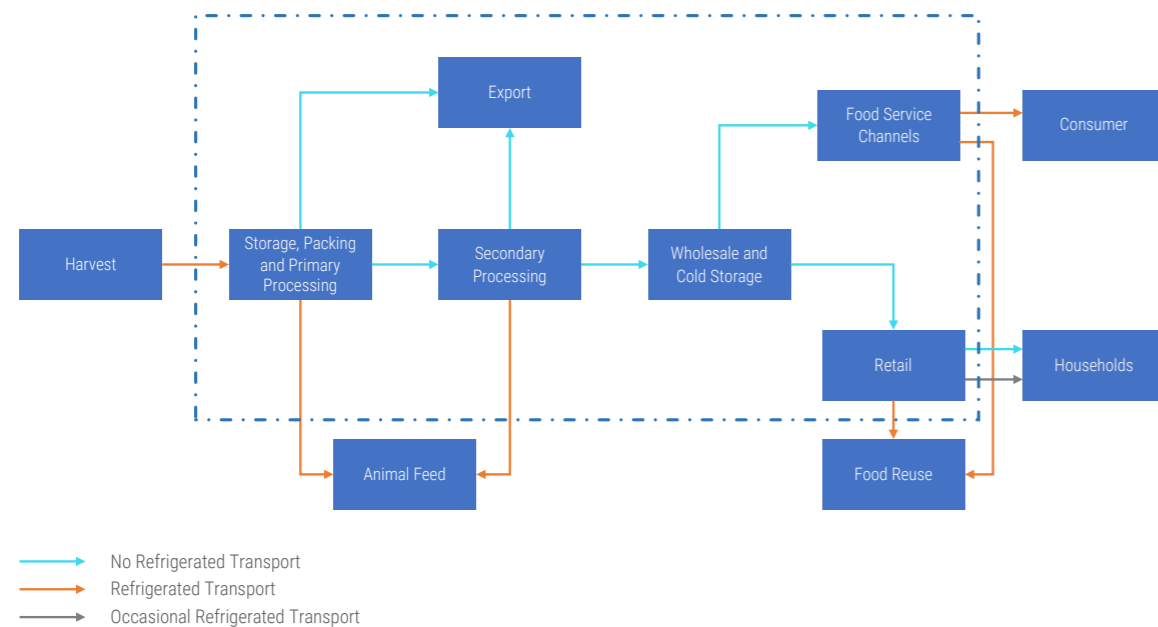 Export
Food Service
Channels
Consumer
Harvest
Storage, Packing
and Primary
Processing
Secondary
Processing
Wholesale and
Cold Storage
Retail
Households
Animal Feed
Food Reuse
No Refrigerated Transport
Refrigerated Transport
Occasional Refrigerated Transport